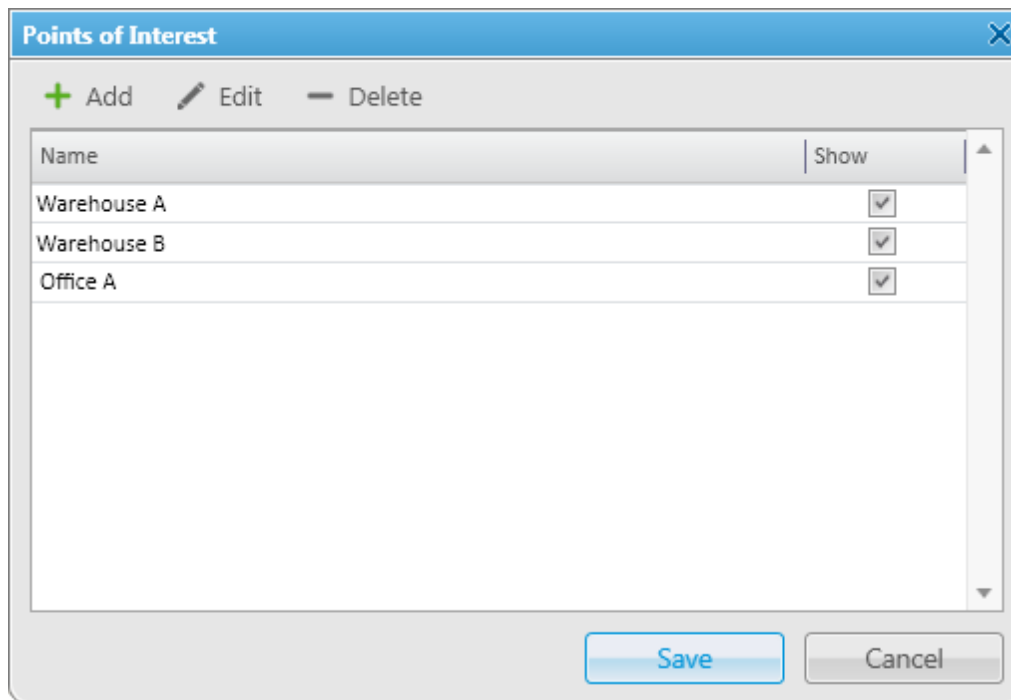 Points of Interest
Add Edit Delete
Name Show
Warehouse A
Warehouse B
Office A
Save Cancel